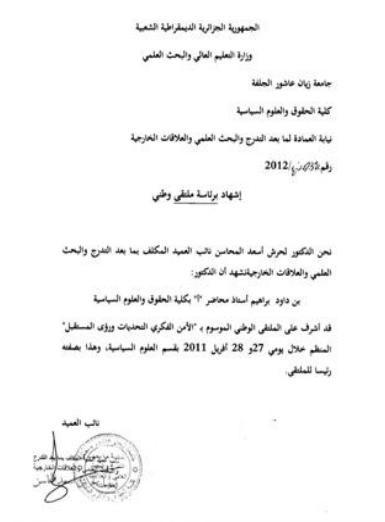 الجمهورية الجزائرية الديمقراطية الشعبية
وزارة التعليم العالي والبحث العلمي
جامعة زيان عاشور الجلفة
كلية الحقوق والعلوم السياسية
نيابة العمادة لما بعد التدرج والبحث العلمي والعلاقات الخارجية
رقم /2012
إشهاد برئاسة ملتقى وطني
نحن الدكتور لحرش أسعد المحاسن نائب العميد المكلف بما بعد التدرج والبحث
العلمي والعلاقات الخارجيةنشهد أن الدكتور:
بن داود براهيم أستاذ محاضر "أ" بكلية الحقوق والعلوم السياسية
قد أشرف على الملتقى الوطني الموسوم بـ "الأمن الفكري التحديات ورؤى المستقبل"
المنظم خلال يومي 27و 28 أفريل 2011 بقسم العلوم السياسية، وهذا بصفته
رئيسا للملتقى.
نائب العميد